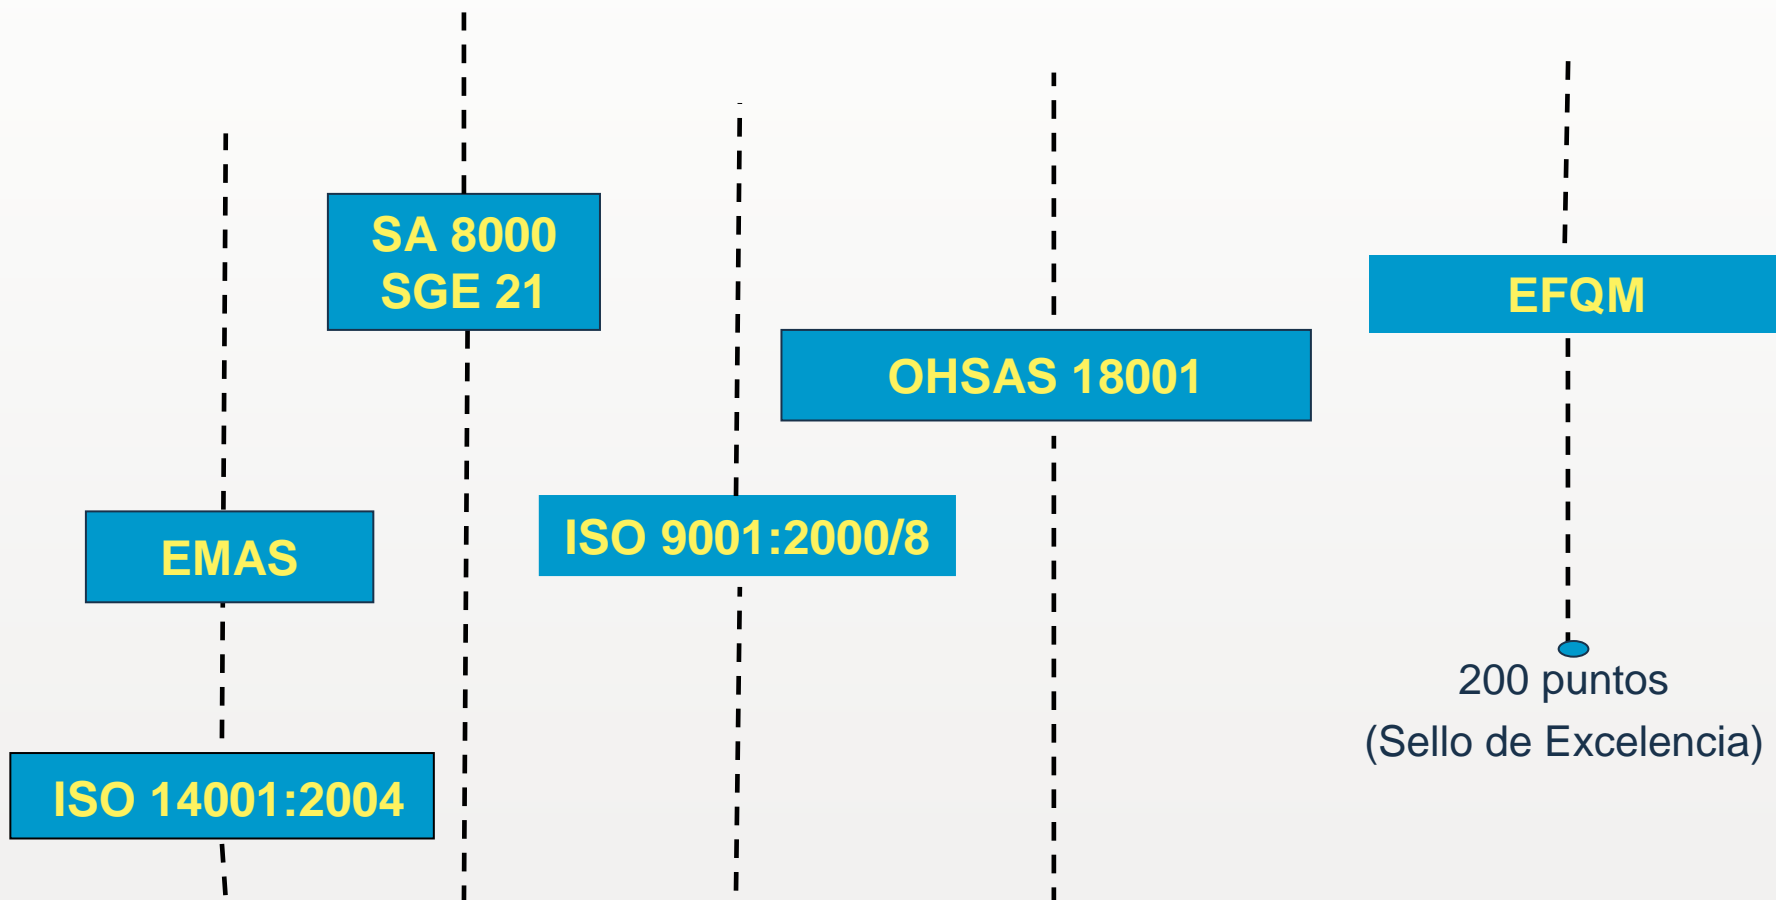 SA 8000
SGE 21
EFQM
OHSAS 18001
ISO 9001:2000/8
EMAS
200 puntos
(Sello de Excelencia)
ISO 14001:2004